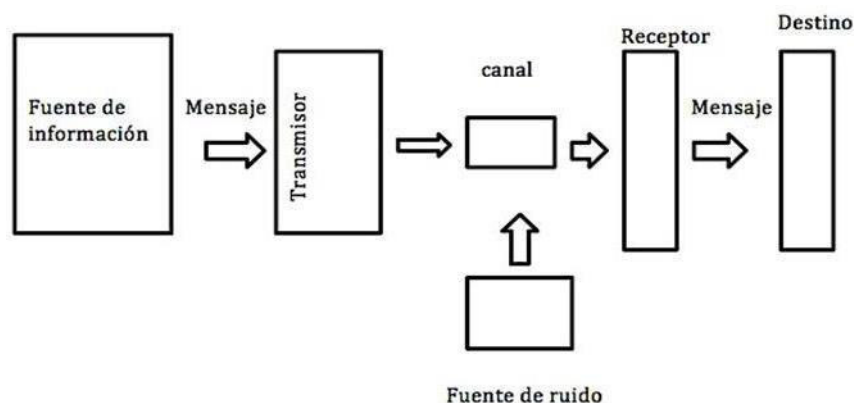 Fuente de
información
Mensaje
Transmisor
canal
Receptor
Mensaje
Destino
Fuente de ruido